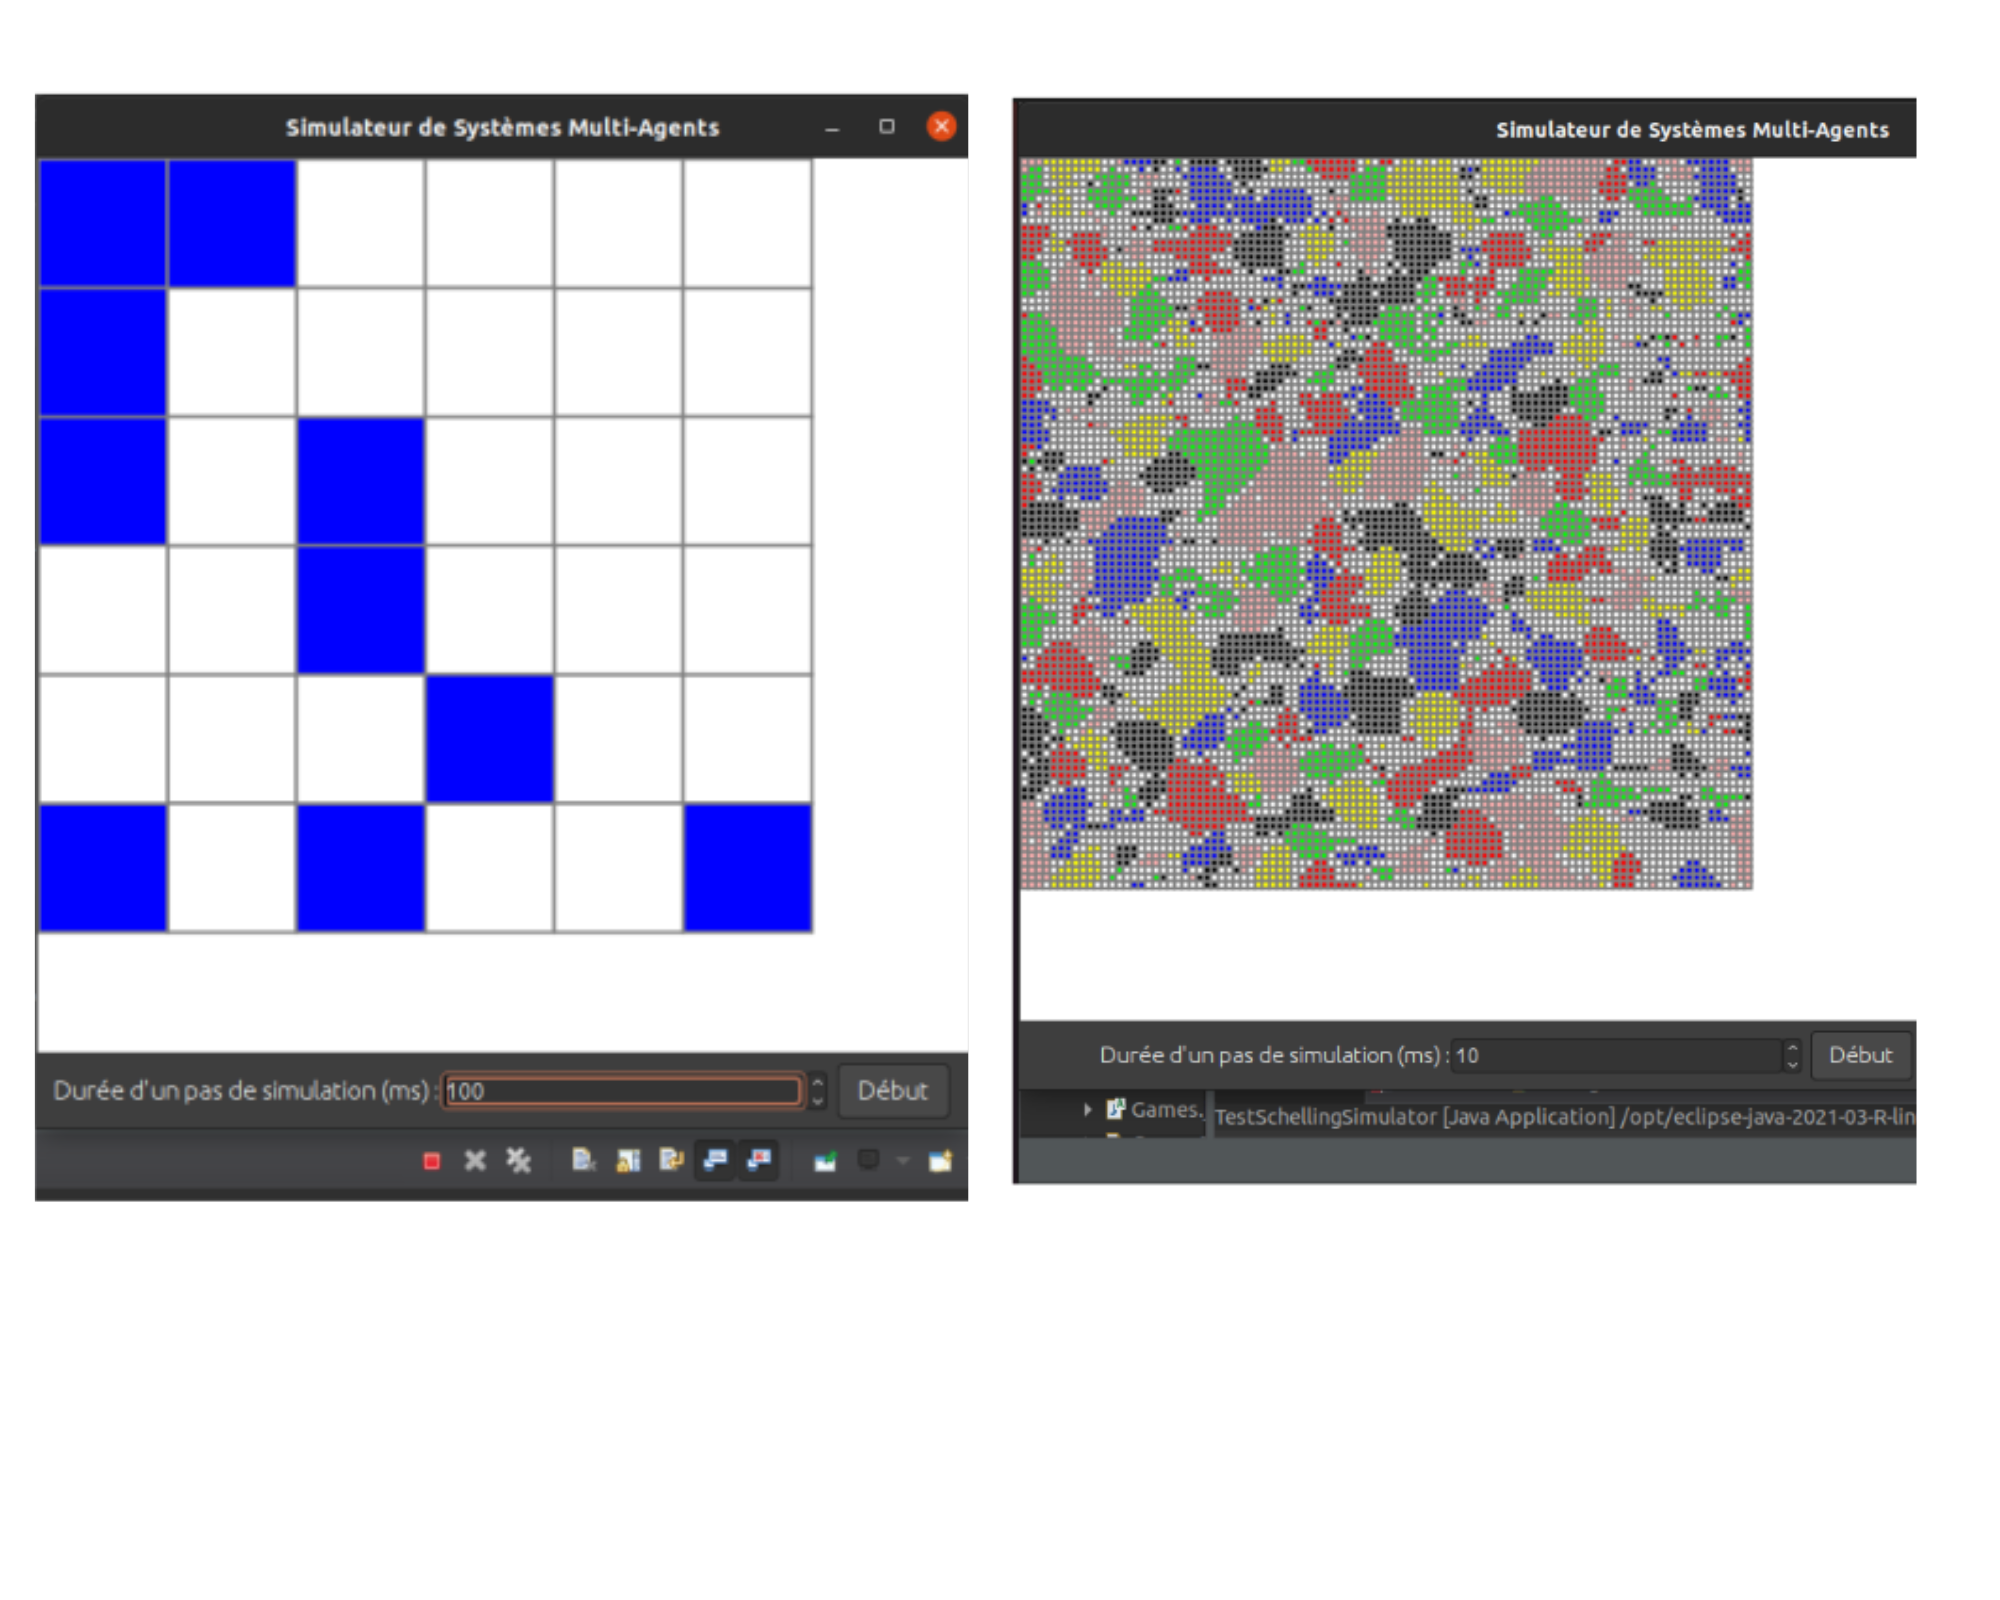 Simulateur de Systèmes Multi-Agents
Durée d'un pas de simulation (ms) : 100
Début
Simulateur de Systèmes Multi-Agents
Durée d'un pas de simulation (ms) : 10
Début
Games.
TestSchellingSimulator [Java Application] /opt/eclipse-java-2021-03-R-lin